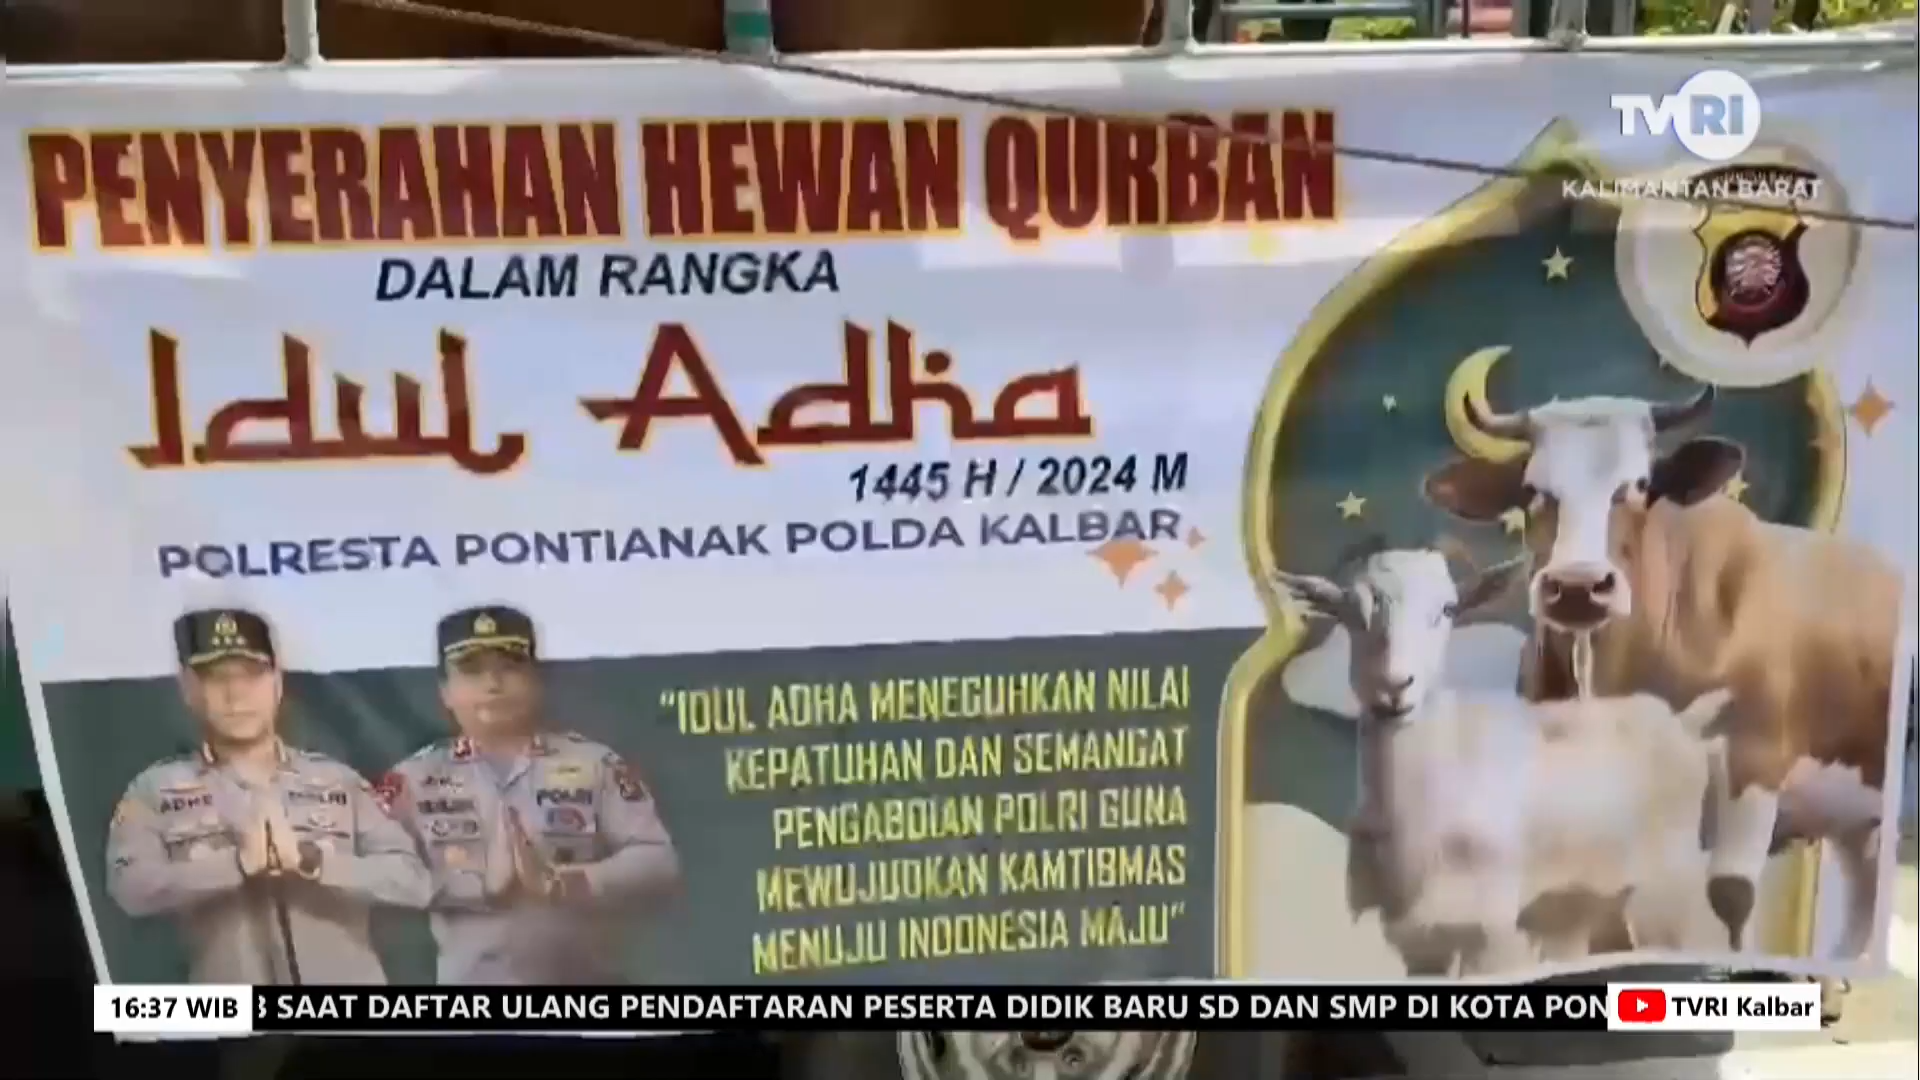 PENYERAHAN HEWAN QURBAN
DALAM RANGKA
Idul Adha
1445 H / 2024 M
POLRESTA PONTIANAK POLDA KALBAR
"IDUL ADHA MENEGUHKAN NILAI
KEPATUHAN DAN SEMANGAT
PENGABDIAN POLRI GUNA
MEWUJUDKAN KAMTIBMAS
MENUJU INDONESIA MAJU"
POLRI
TVRI
KALIMANTAN BARAT
16:37 WIB
SAAT DAFTAR ULANG PENDAFTARAN PESERTA DIDIK BARU SD DAN SMP DI KOTA PON
TVRI Kalbar